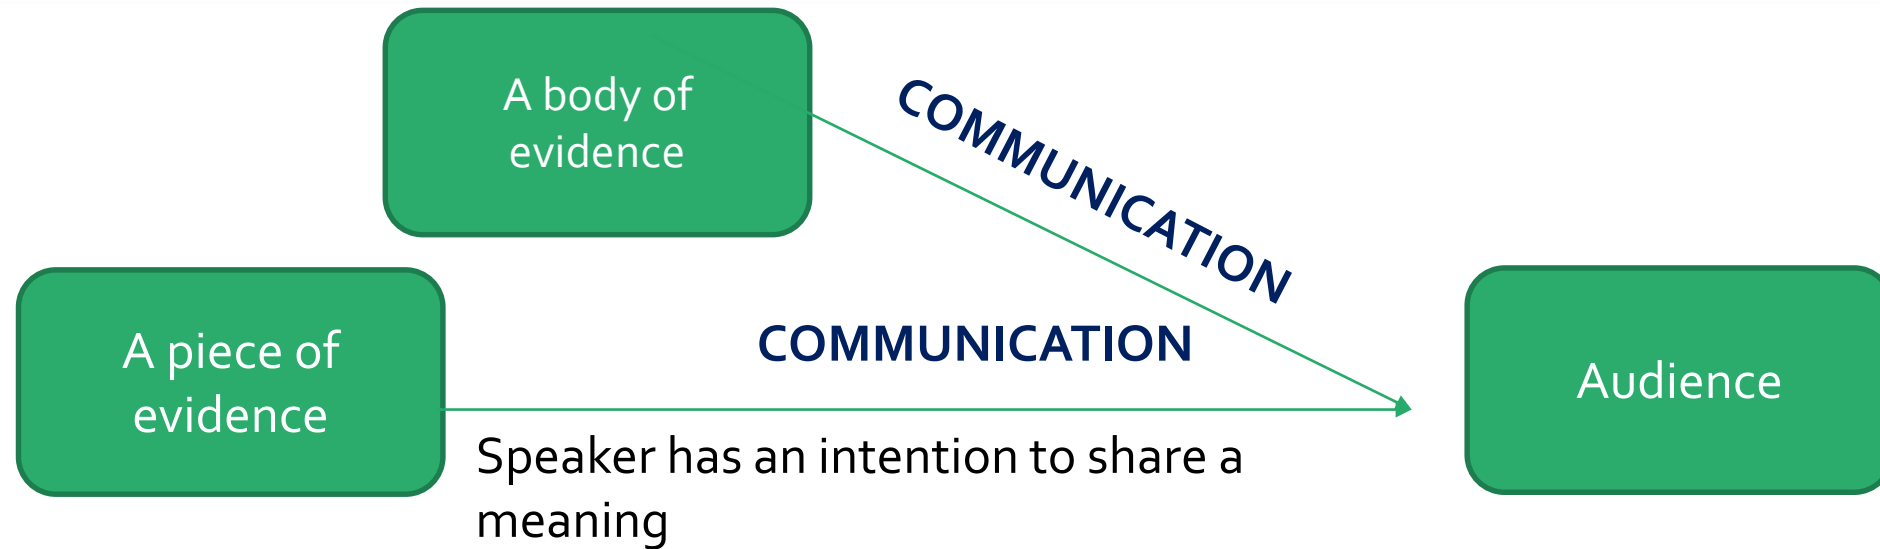 A body of
evidence
COMMUNICATION
A piece of
evidence
COMMUNICATION
Audience
Speaker has an intention to share a
meaning